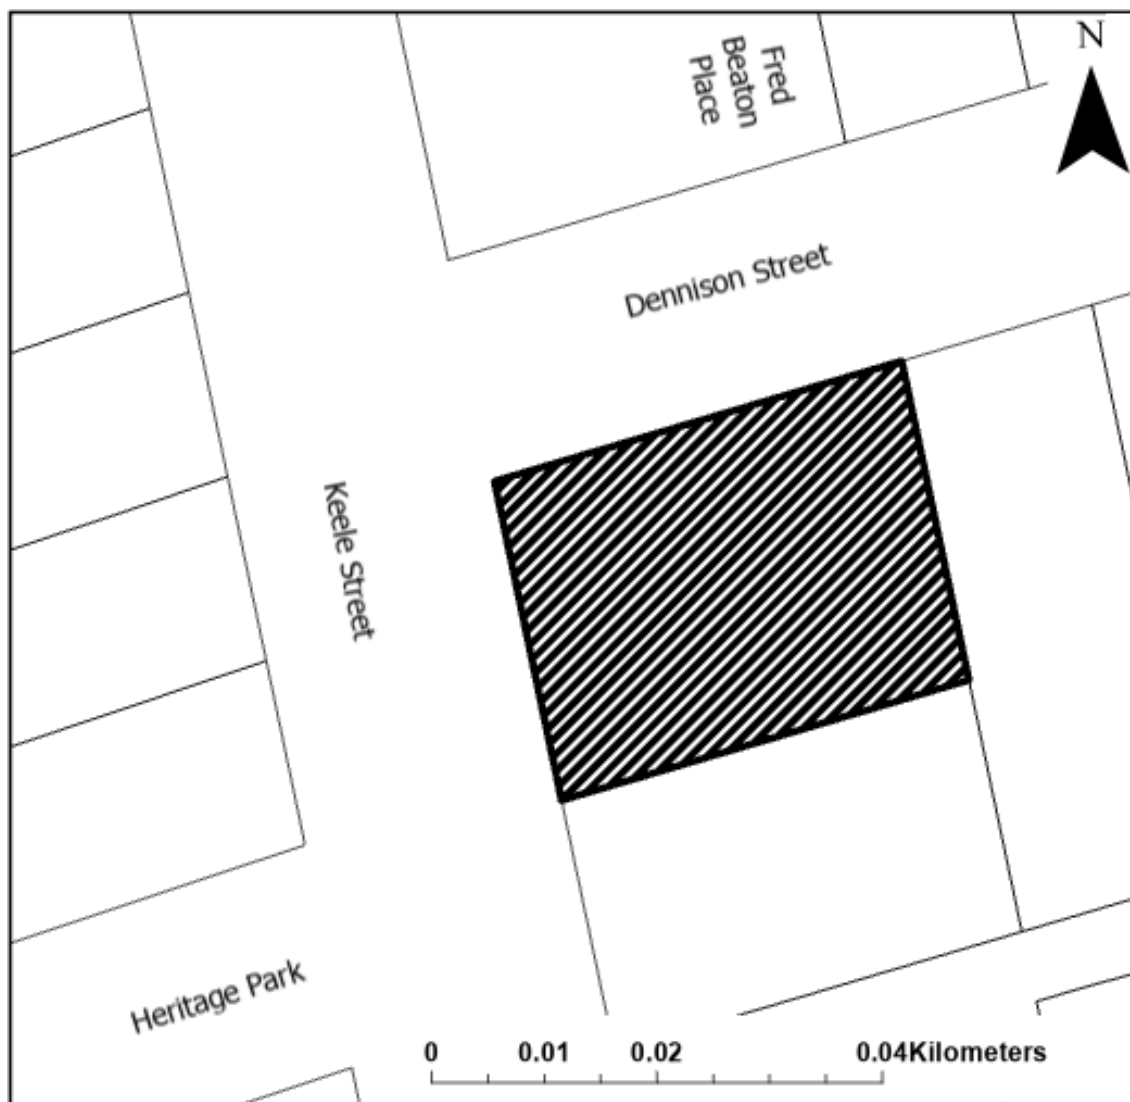 N
Fred
Beaton
Place
Dennison Street
Keele Street
Heritage Park
0 0.01 0.02 0.04Kilometers